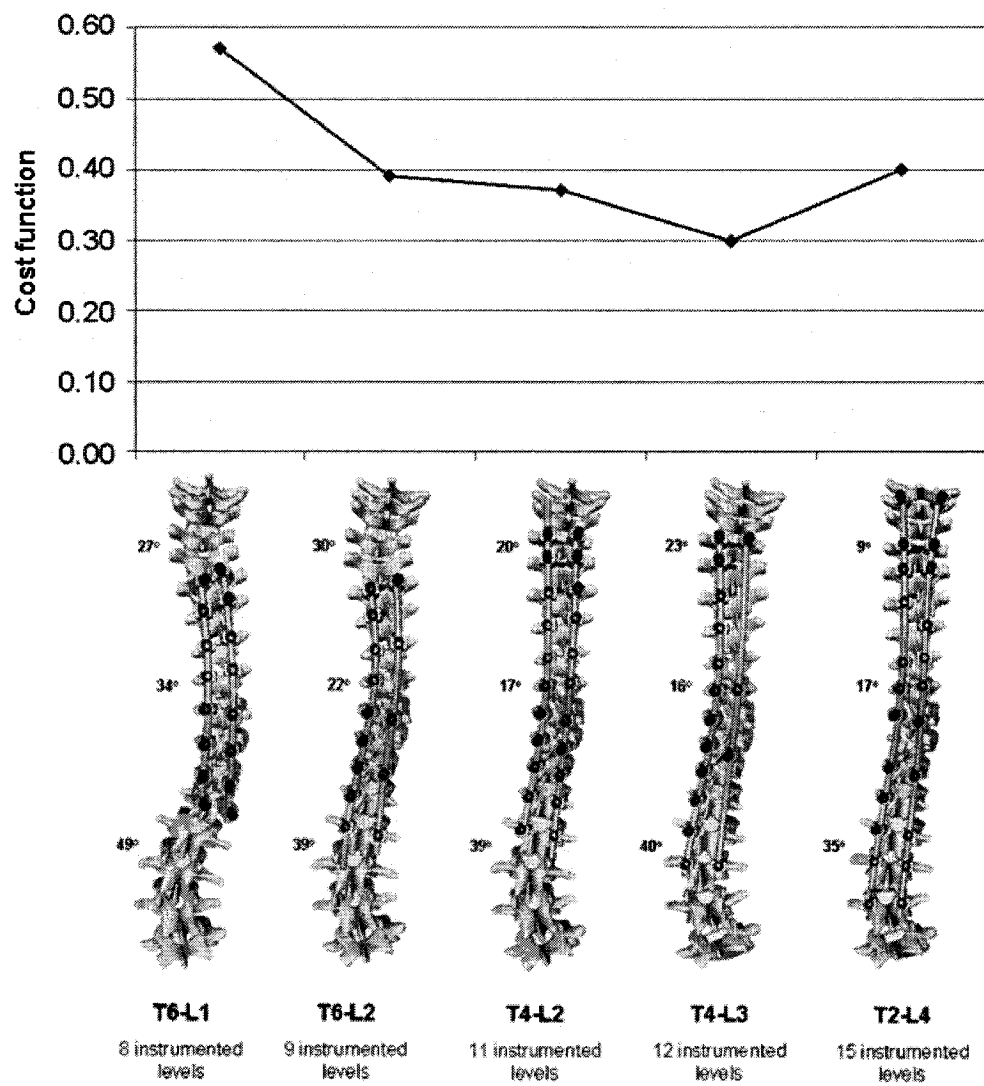 0.60
0.50
0.40
0.30
0.20
0.10
0.00
Cost function
27° 30° 20° 23° 9°
34° 22° 17° 16° 17°
49° 39° 39° 40° 35°
T6-L1 T6-L2 T4-L2 T4-L3 T2-L4
8 instrumented 9 instrumented 11 instrumented 12 instrumented 15 instrumented
levels levels levels levels levels